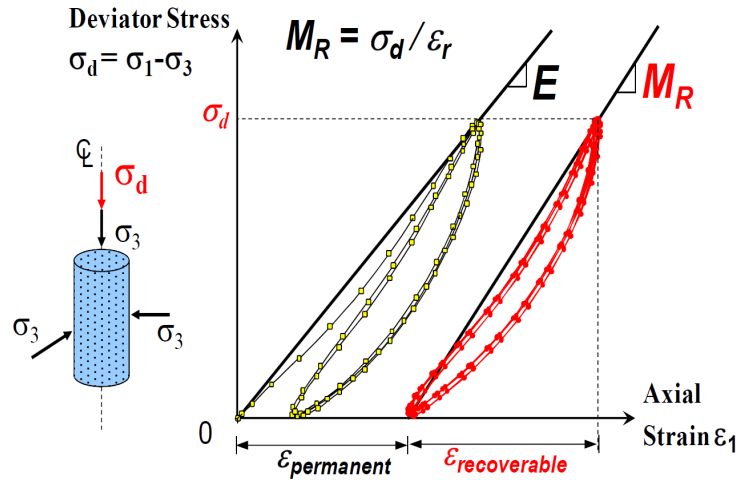 Deviator Stress
σd = σ1-σ3
MR = σd / εr
E
MR
σd
℄
σd
σ3
σ3
σ3
0
Axial
Strain ε1
εpermanent
εrecoverable